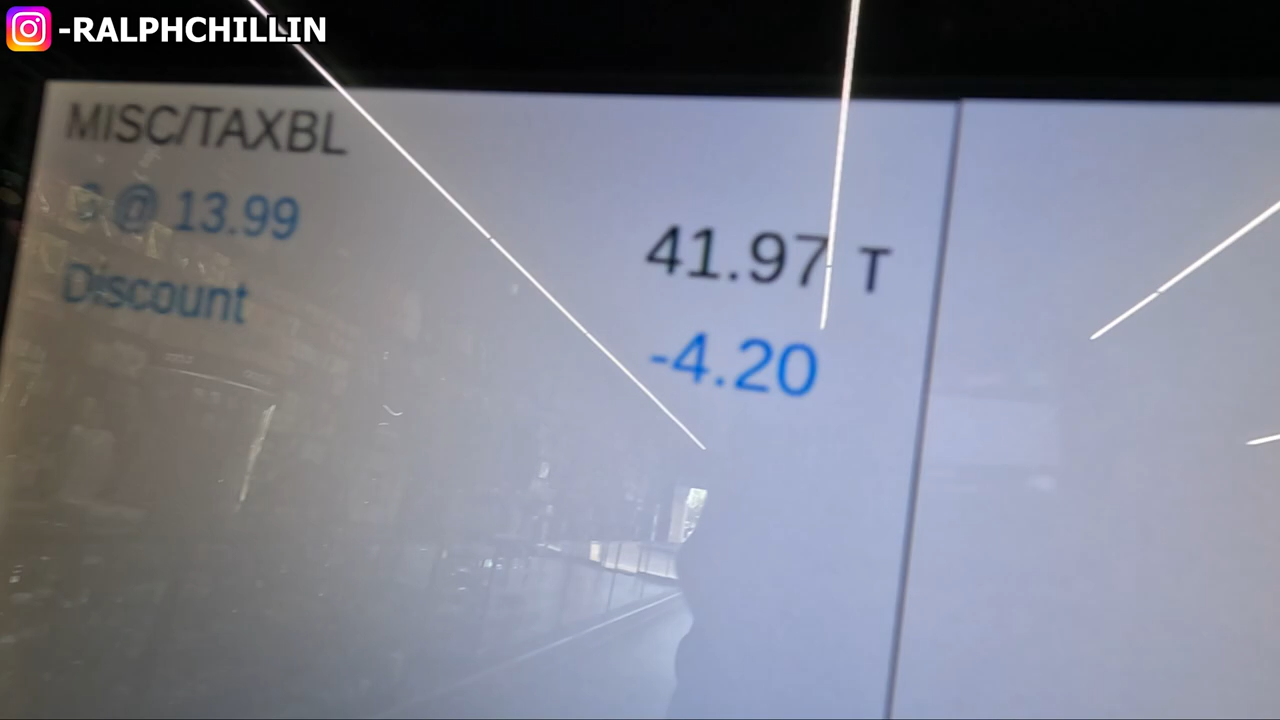 -RALPHCHILLIN
MISC/TAXBL
@ 13.99
41.97 T
Discount
-4.20